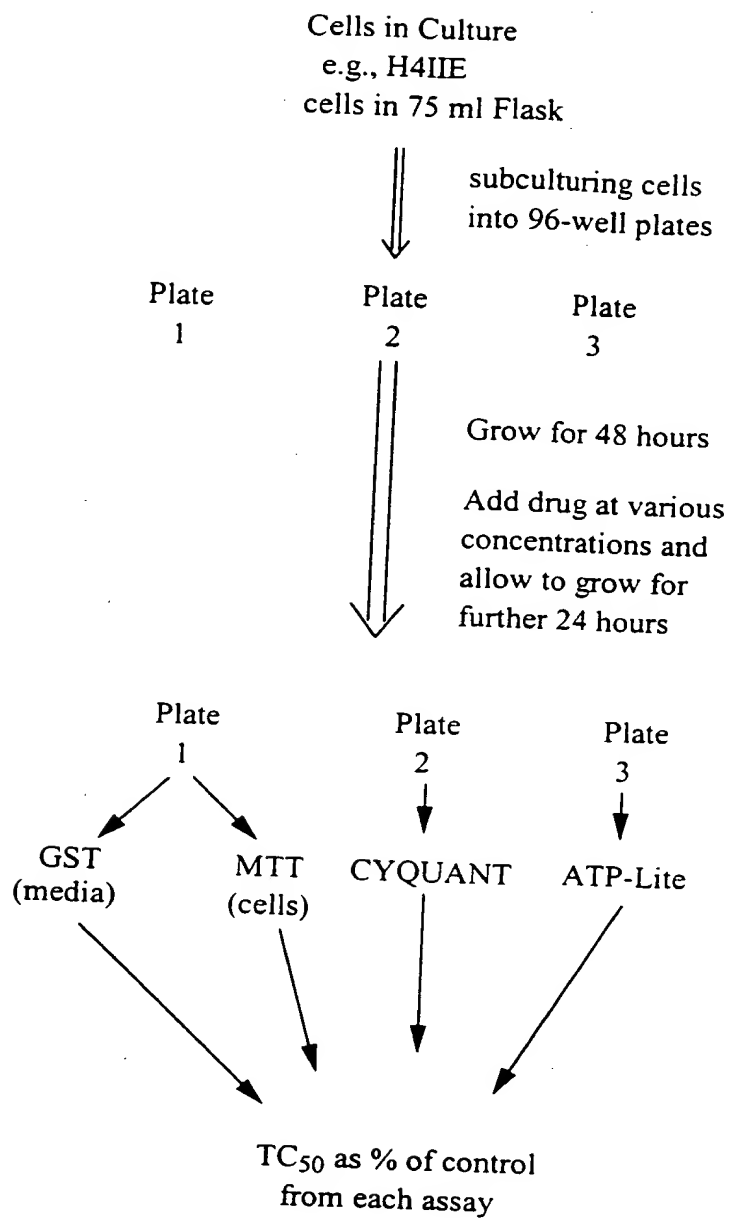 Cells in Culture
e.g., H4IIE
cells in 75 ml Flask
subculturing cells
into 96-well plates
Plate
1
Plate
2
Plate
3
Grow for 48 hours
Add drug at various
concentrations and
allow to grow for
further 24 hours
Plate
1
Plate
2
Plate
3
GST
(media)
MTT
(cells)
CYQUANT
ATP-Lite
TC50 as % of control
from each assay